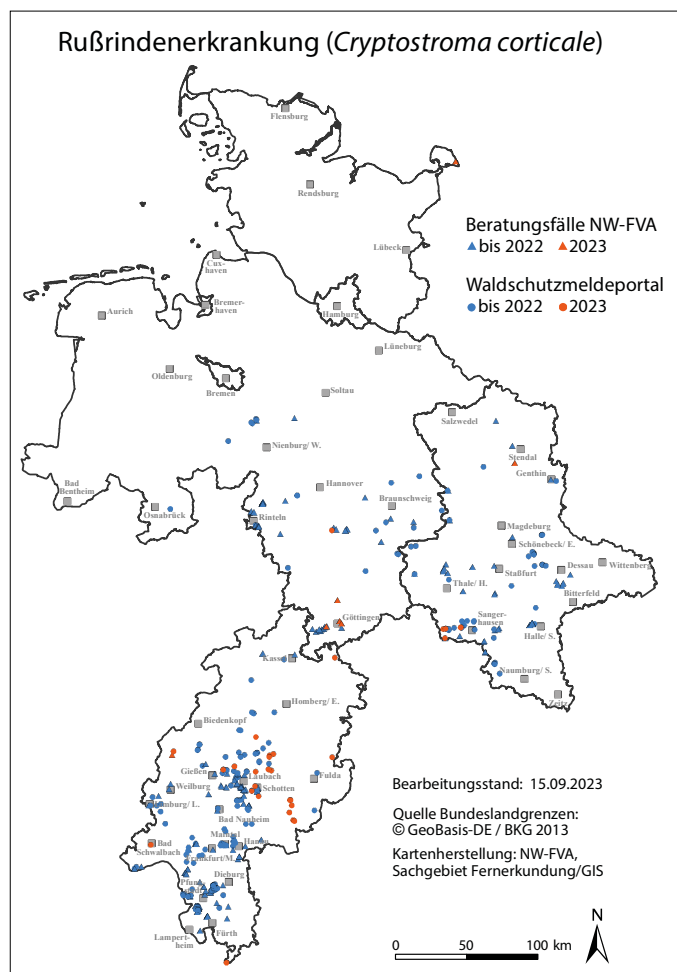 Rußrindenerkrankung (Cryptostroma corticale)
Flensburg
Rendsburg
Beratungsfälle NW-FVA
bis 2022 2023
Waldschutzmeldeportal
bis 2022 2023
Lübeck
Cux-
haven
Bremer-
haven
Hamburg
Aurich
Lüneburg
Oldenburg
Bremen
Soltau
Salzwedel
Nienburg/ W.
Stendal
Genthin
Bad
Bentheim
Osnabrück
Hannover
Braunschweig
Rinteln
Magdeburg
Schönebeck/ E.
Staßfurt
Dessau
Wittenberg
Thale/ H.
Bitterfeld
Göttingen
Sanger-
hausen
Halle/ S.
Naumburg/ S.
Zeitz
Kassel
Homberg/ E.
Biedenkopf
Gießen
Laubach
Fulda
Weilburg
Schotten
Limburg/ L.
Bad Nauheim
Bad
Schwalbach
Hanau
Frankfurt/M.
Dieburg
Lampertheim
Fürth
Bearbeitungsstand: 15.09.2023
Quelle Bundeslandgrenzen:
© GeoBasis-DE / BKG 2013
Kartenherstellung: NW-FVA,
Sachgebiet Fernerkundung/GIS
N
0 50 100 km